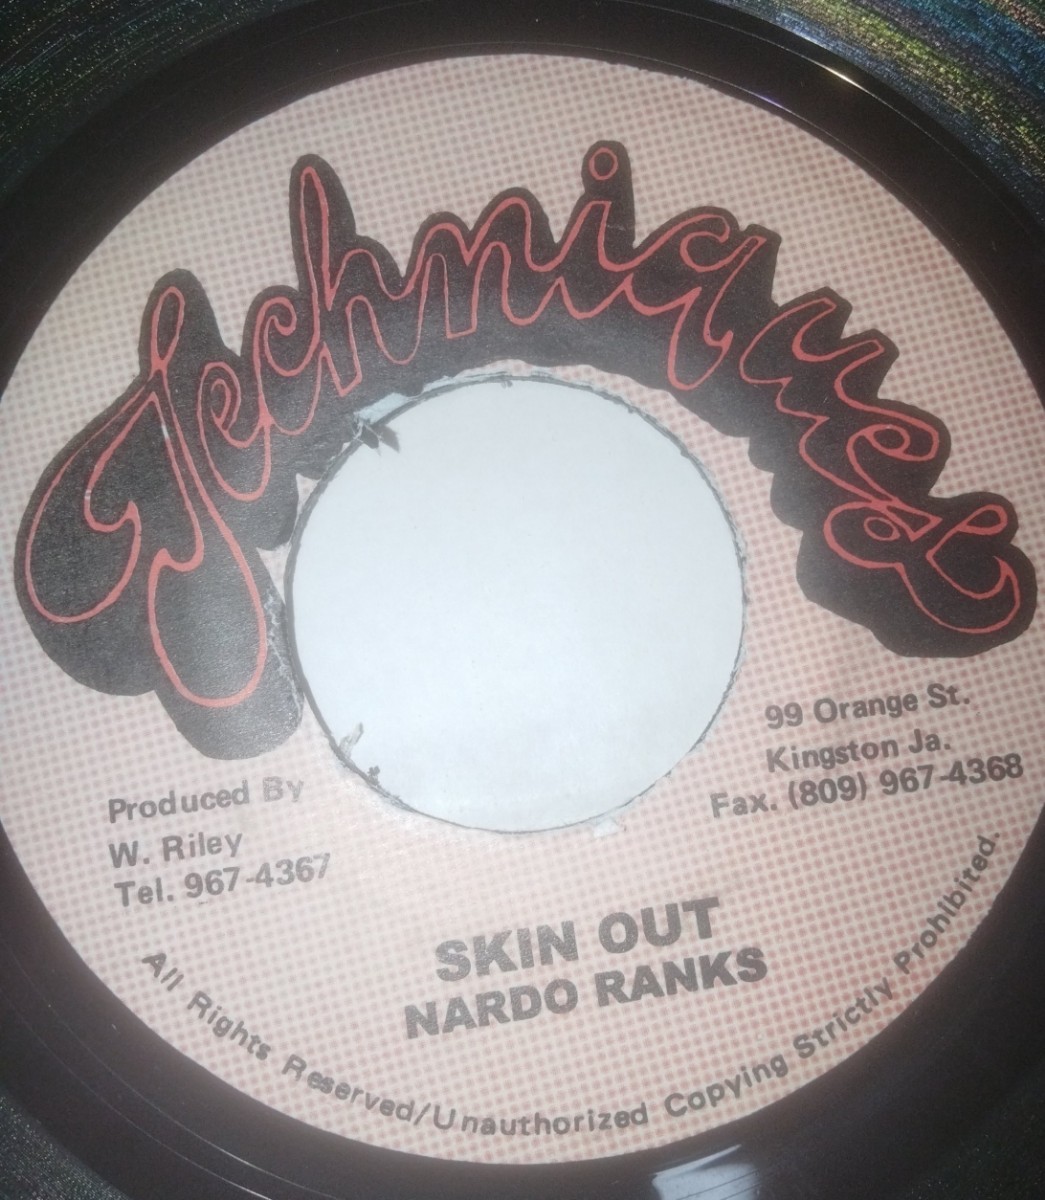 Techniques
99 Orange St.
Kingston Ja.
Fax. (809) 967-4368
Produced By
W. Riley
Tel. 967-4367
SKIN OUT
NARDO RANKS
All Rights Reserved/Unauthorized Copying Strictly Prohibited.